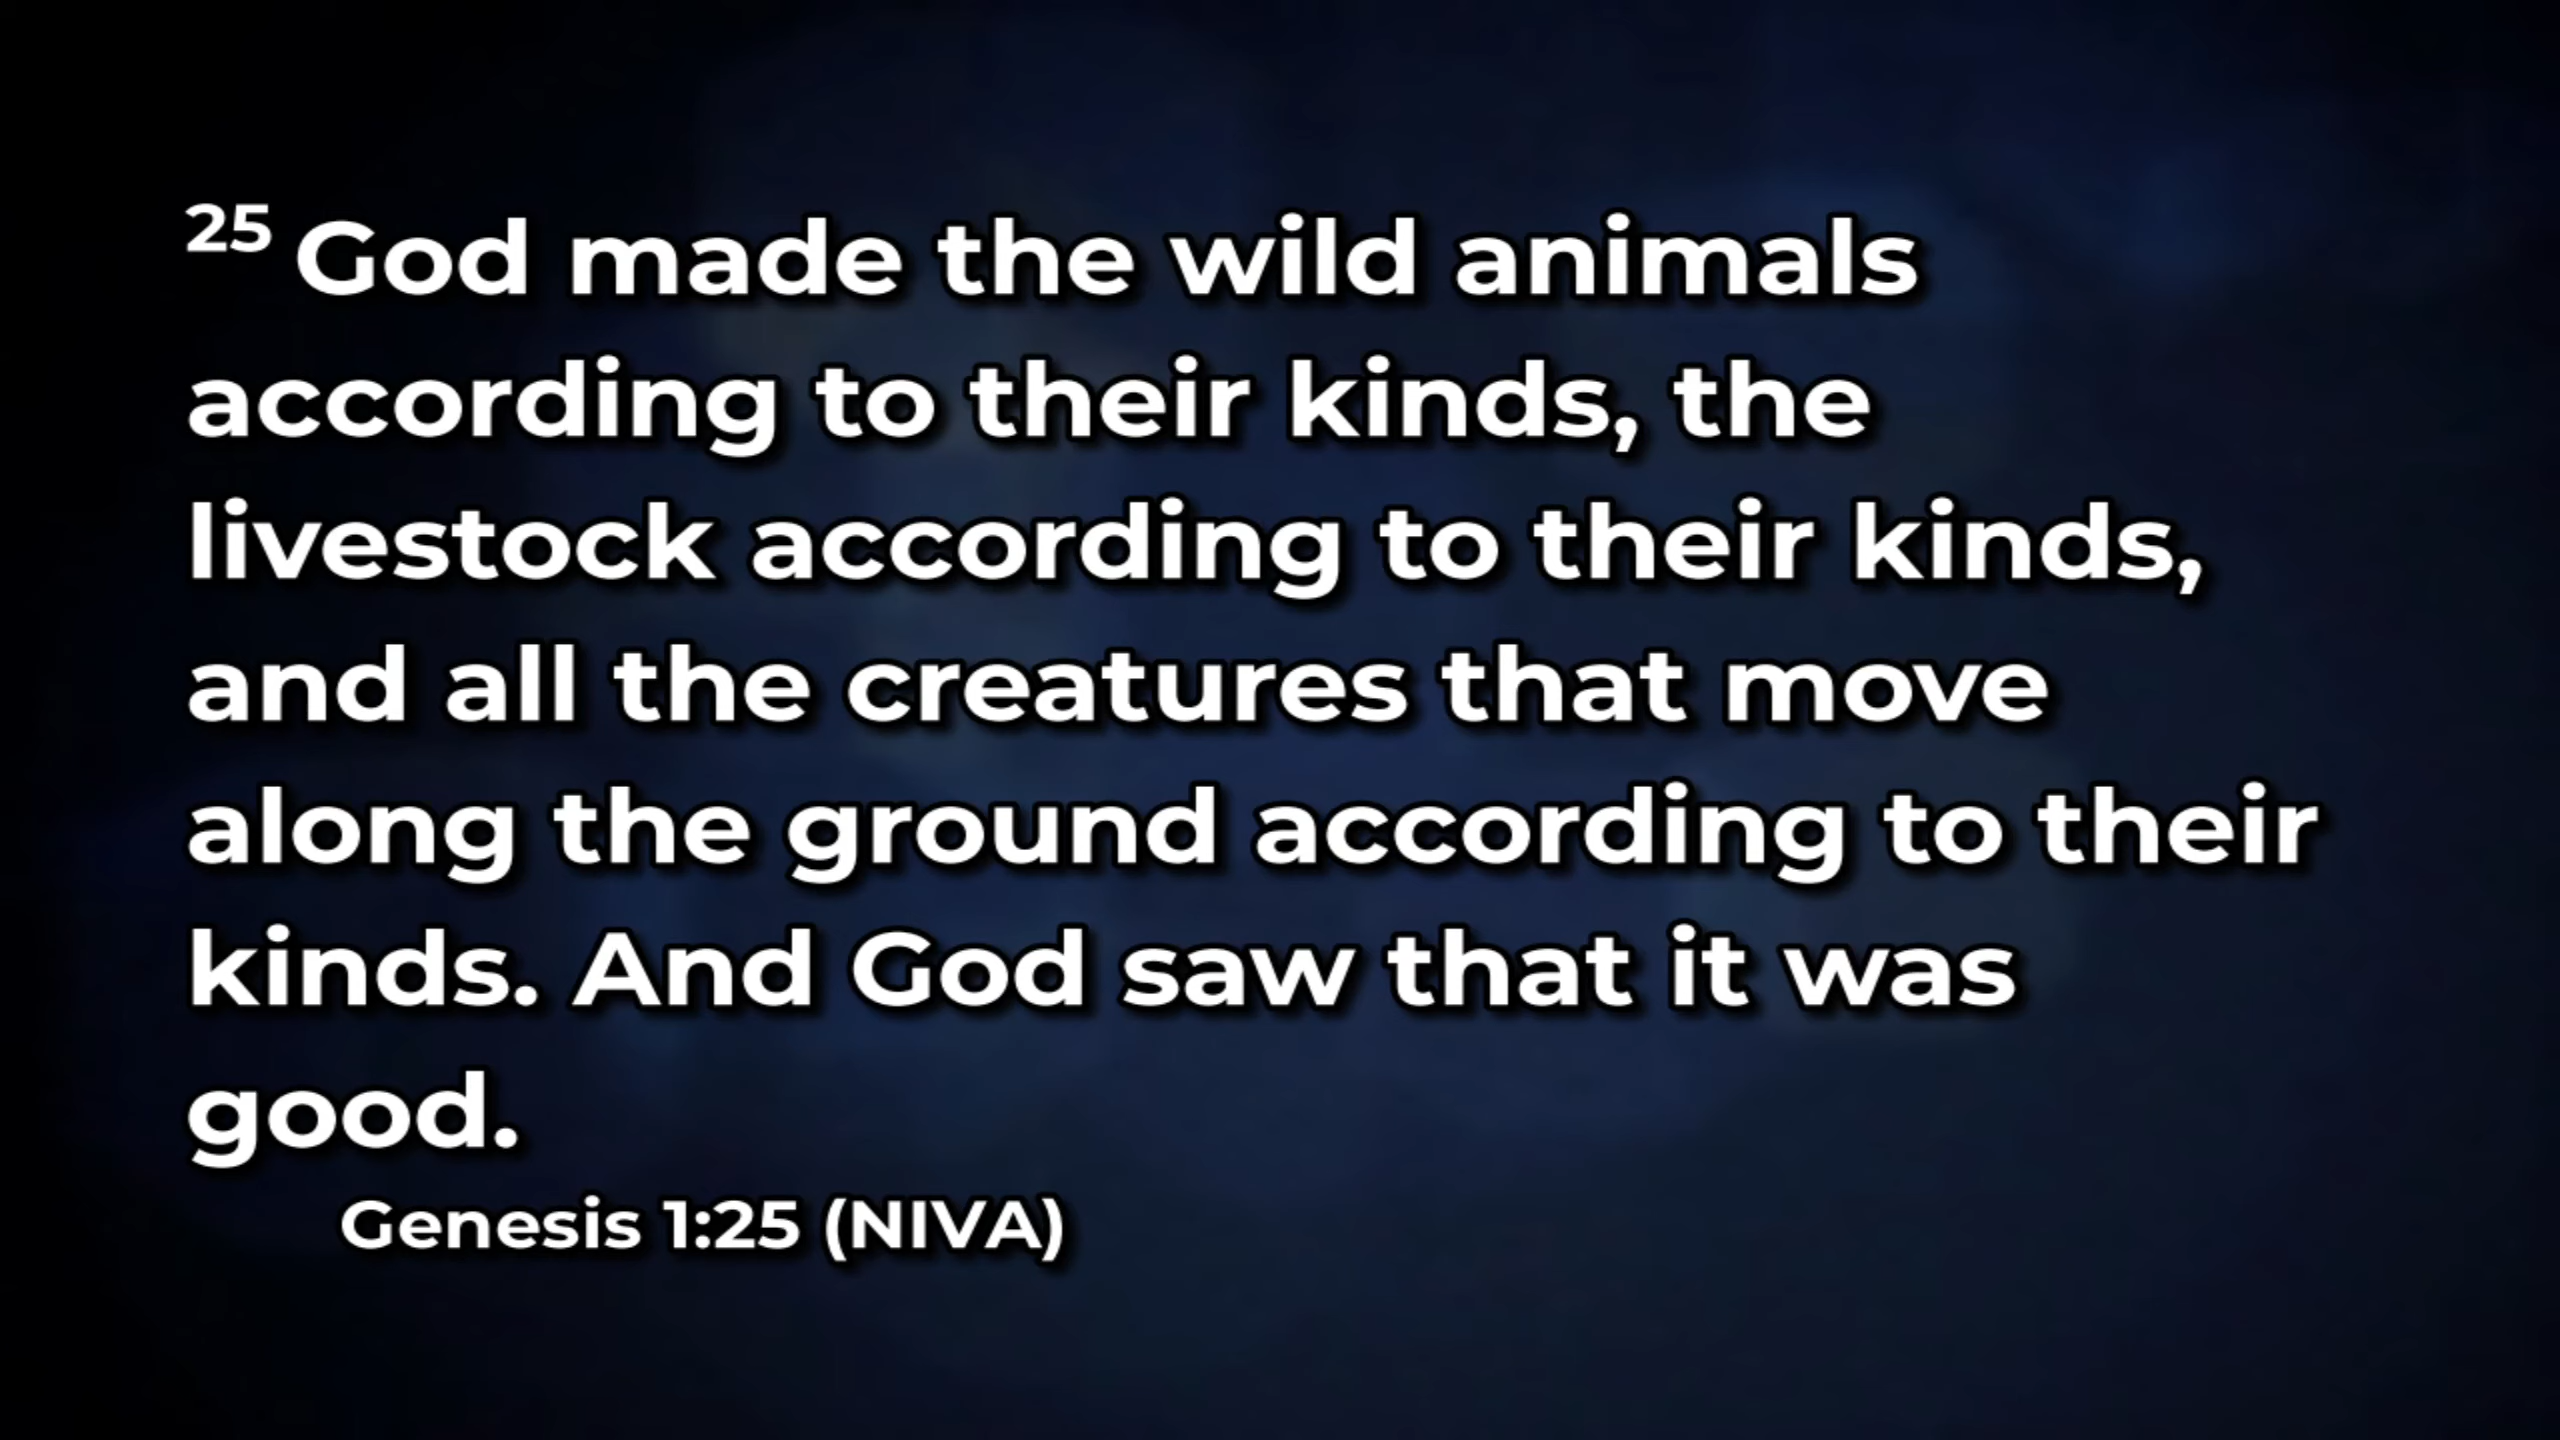 25 God made the wild animals
according to their kinds, the
livestock according to their kinds,
and all the creatures that move
along the ground according to their
kinds. And God saw that it was
good.
Genesis 1:25 (NIVA)